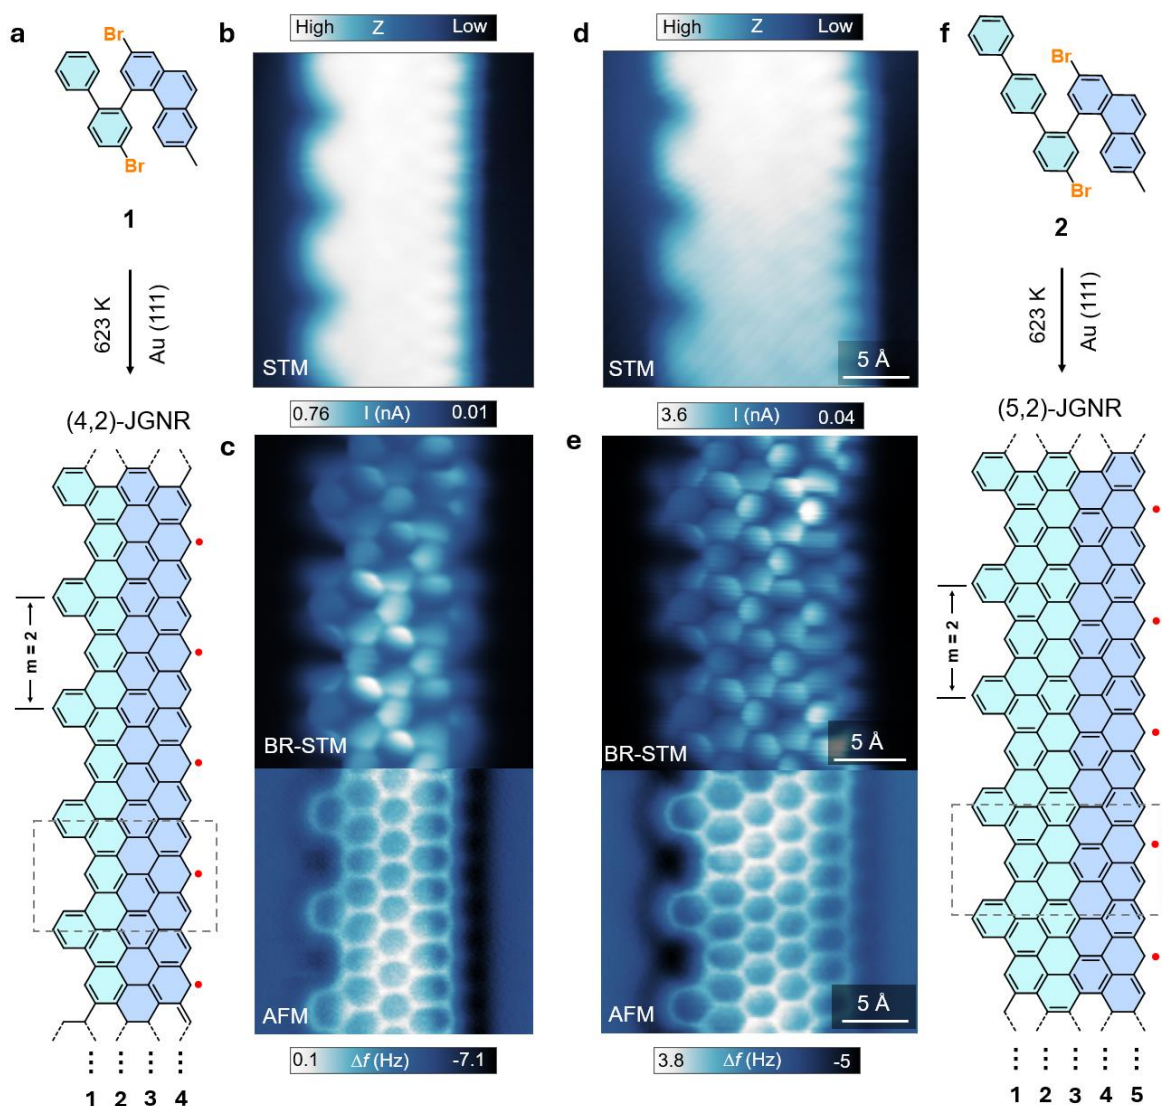 a
Br
Br
1
623 K
Au (111)
(4,2)-JGNR
m = 2
1 2 3 4
b
High Z Low
STM
0.76 I (nA) 0.01
c
BR-STM
AFM
0.1 Δf (Hz) -7.1
d
High Z Low
STM
5 Å
3.6 I (nA) 0.04
e
BR-STM
5 Å
AFM
5 Å
3.8 Δf (Hz) -5
f
Br
Br
2
623 K
Au (111)
(5,2)-JGNR
m = 2
1 2 3 4 5